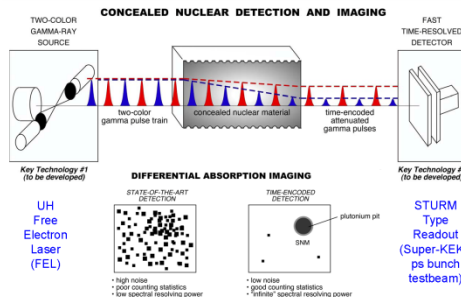 CONCEALED NUCLEAR DETECTION AND IMAGING
TWO-COLOR
GAMMA-RAY
SOURCE
FAST
TIME-RESOLVED
DETECTOR
two-color
gamma pulse train
concealed nuclear material
time-encoded
attenuated
gamma pulses
Key Technology #1
(to be developed)
Key Technology #
(to be developed)
DIFFERENTIAL ABSORPTION IMAGING
STATE-OF-THE-ART
DETECTION
TIME-ENCODED
DETECTION
plutonium pit
SNM
• high noise
• poor counting statistics
• low spectral resolving power
• low noise
• good counting statistics
• "infinite" spectral resolving power
UH
Free
Electron
Laser
(FEL)
STURM
Type
Readout
(Super-KEK
ps bunch
testbeam)